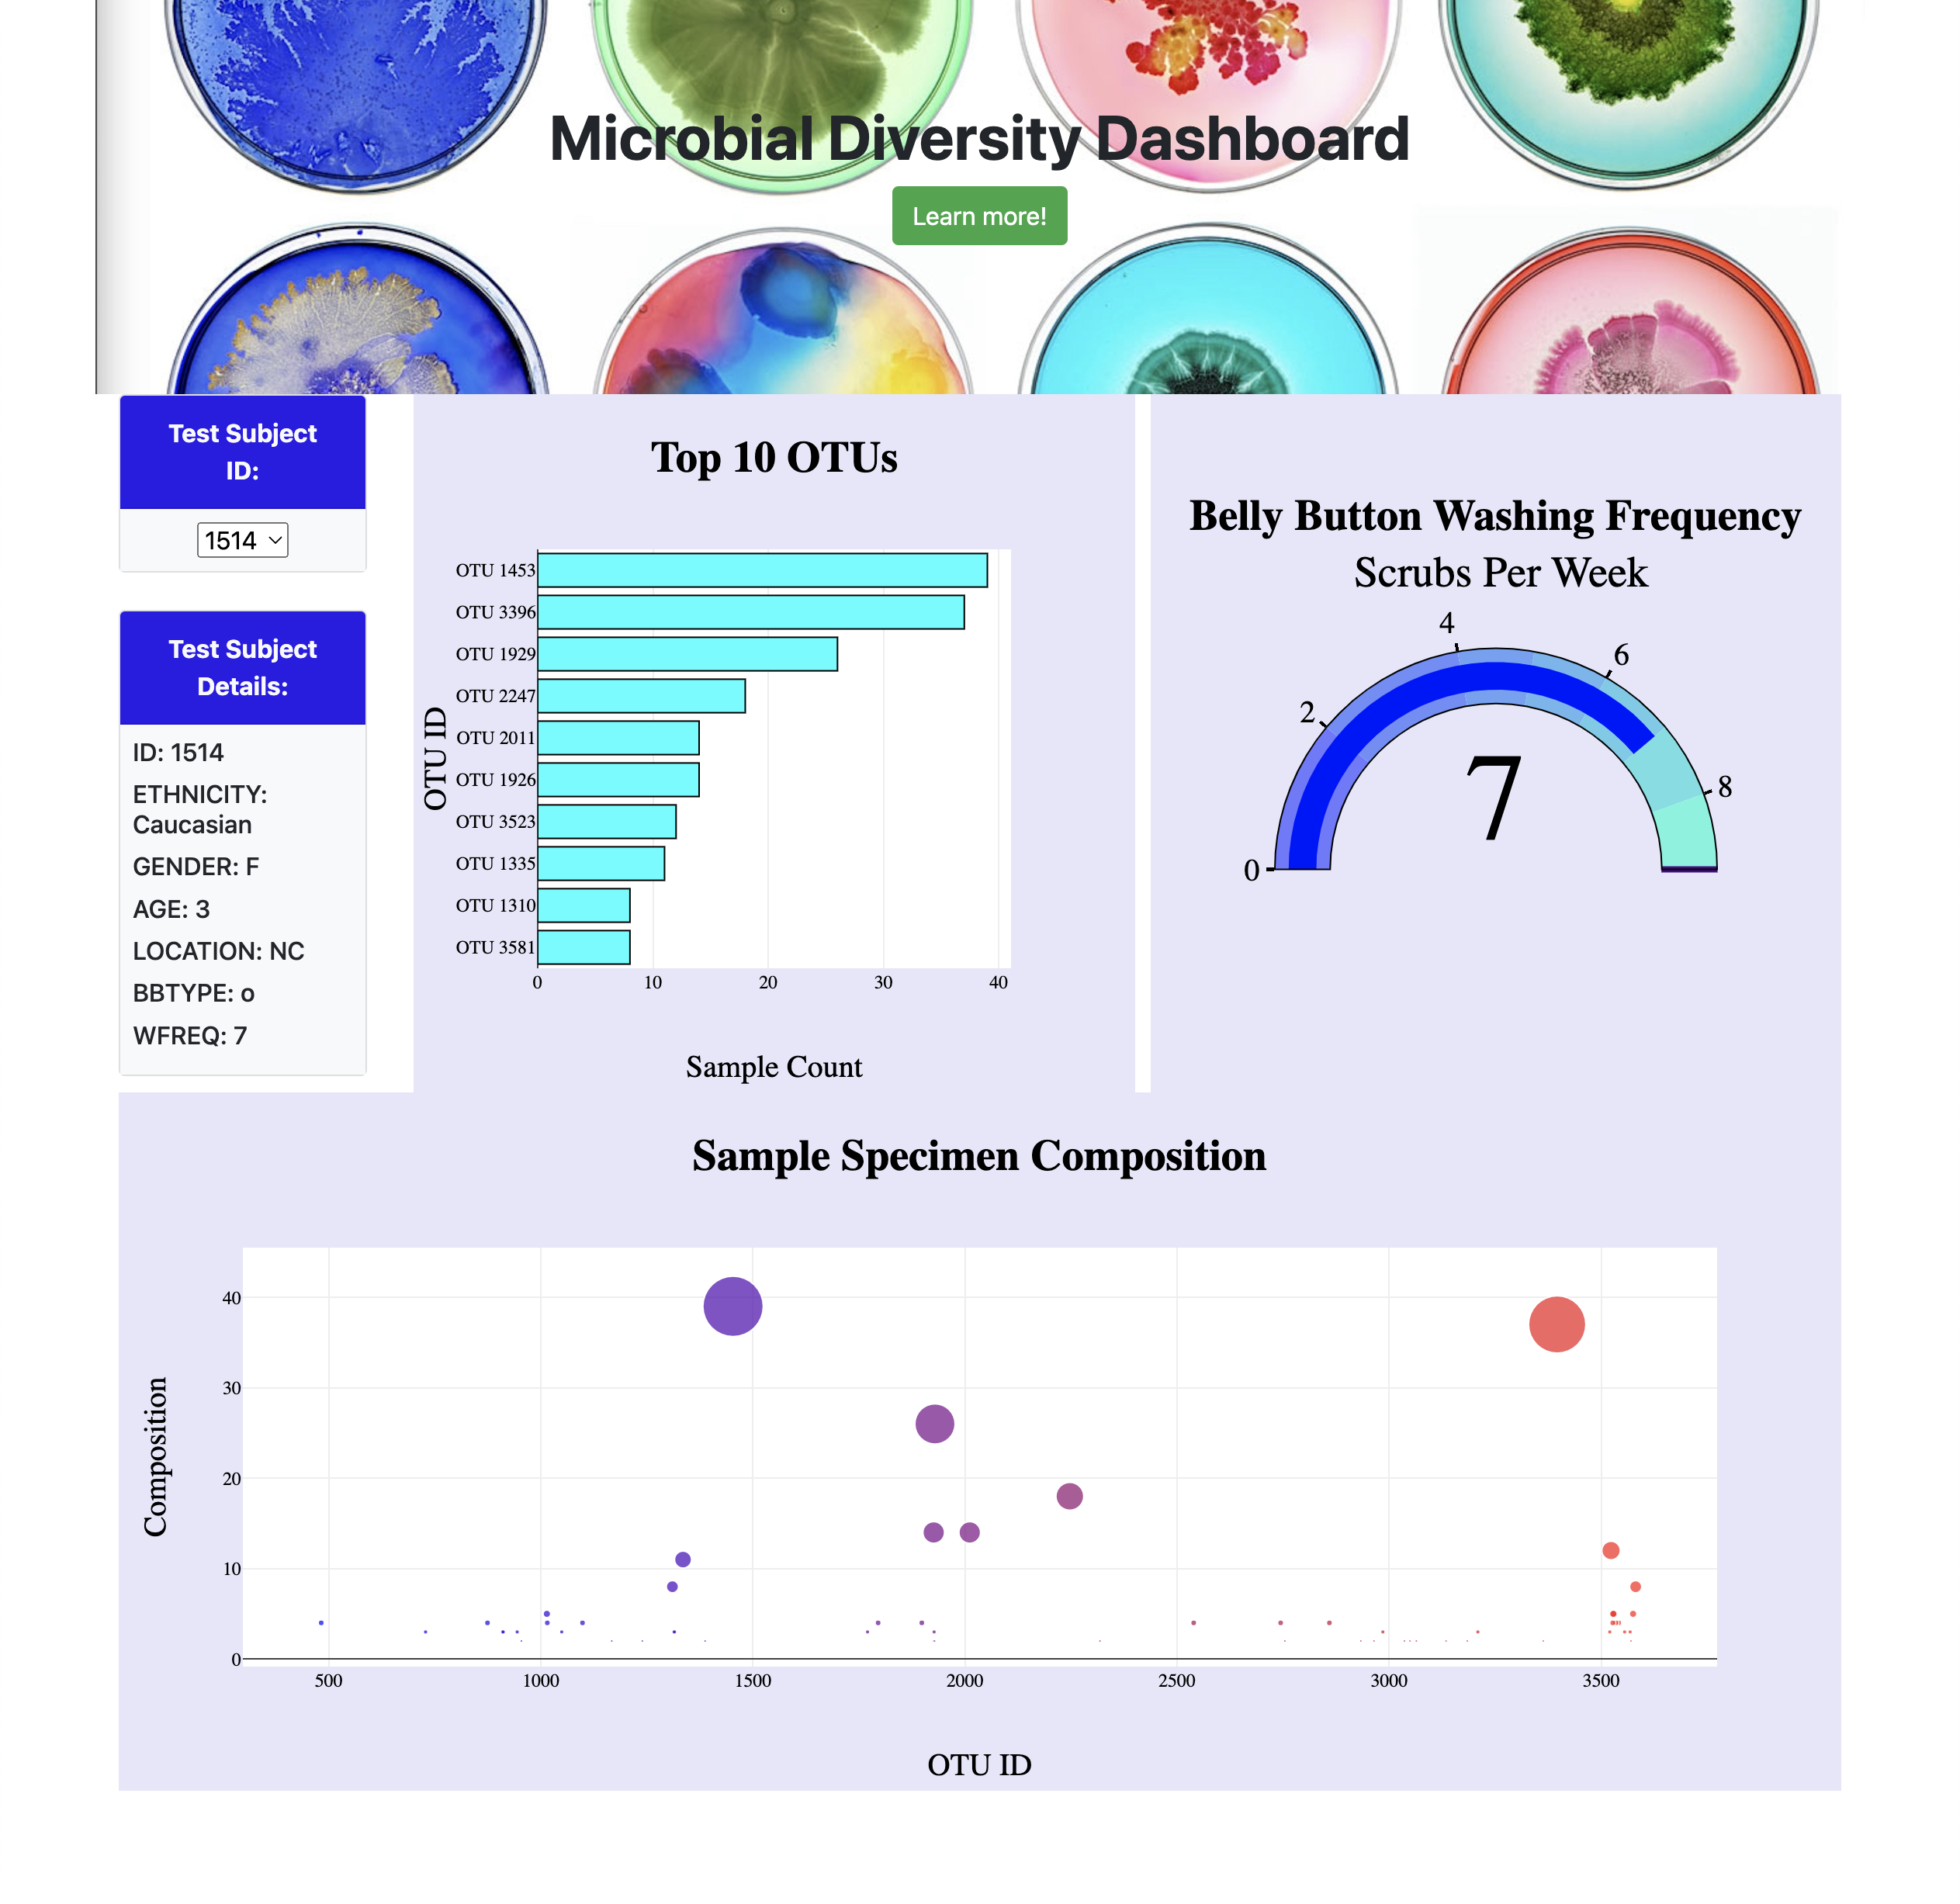 Microbial Diversity Dashboard
Learn more!
Test Subject
ID:
1514
Test Subject
Details:
ID: 1514
ETHNICITY:
Caucasian
GENDER: F
AGE: 3
LOCATION: NC
BBTYPE: o
WFREQ: 7
Top 10 OTUs
OTU ID
OTU 1453
OTU 3396
OTU 1929
OTU 2247
OTU 2011
OTU 1926
OTU 3523
OTU 1335
OTU 1310
OTU 3581
0 10 20 30 40
Sample Count
Belly Button Washing Frequency
Scrubs Per Week
0 2 4 6 8
7
Sample Specimen Composition
Composition
40
30
20
10
0
500 1000 1500 2000 2500 3000 3500
OTU ID